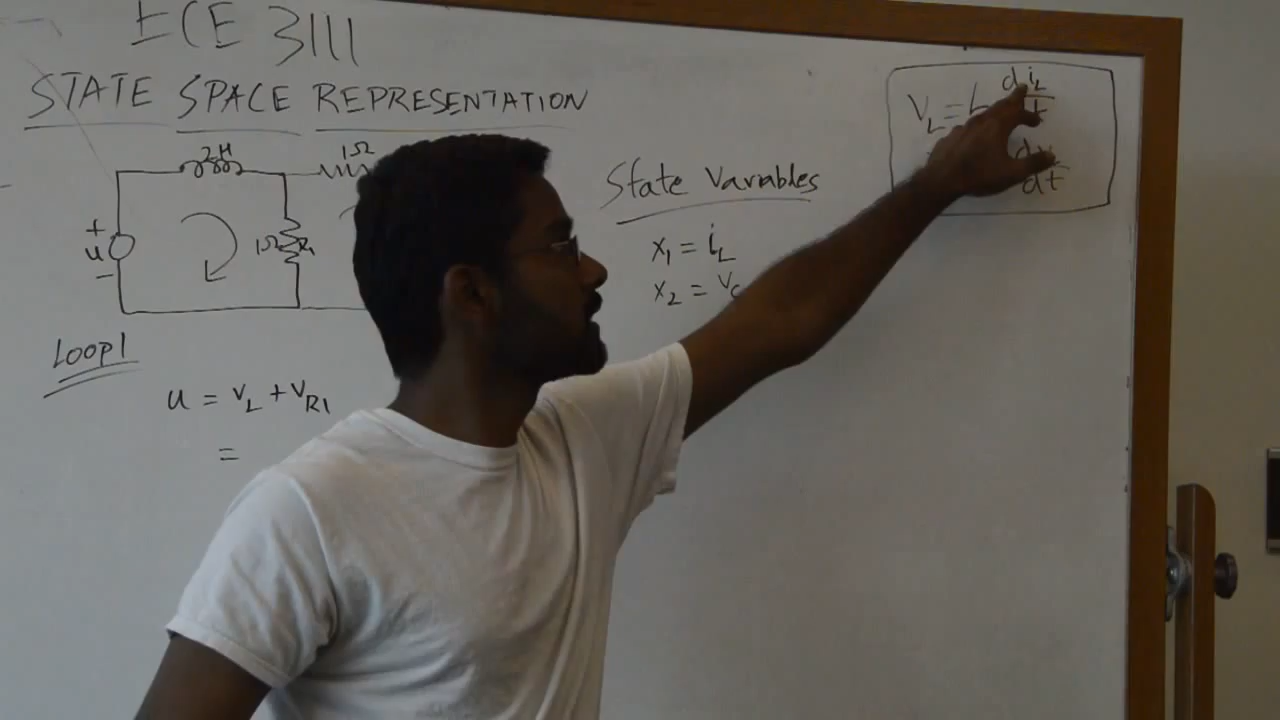 ECE 3111
STATE SPACE REPRESENTATION
2H
1Ω
+
u
-
1Ω R1
State Variables
x1 = iL
x2 = vc
VL = L diL
dt
dv
dt
Loop1
u = vL + vR1
=